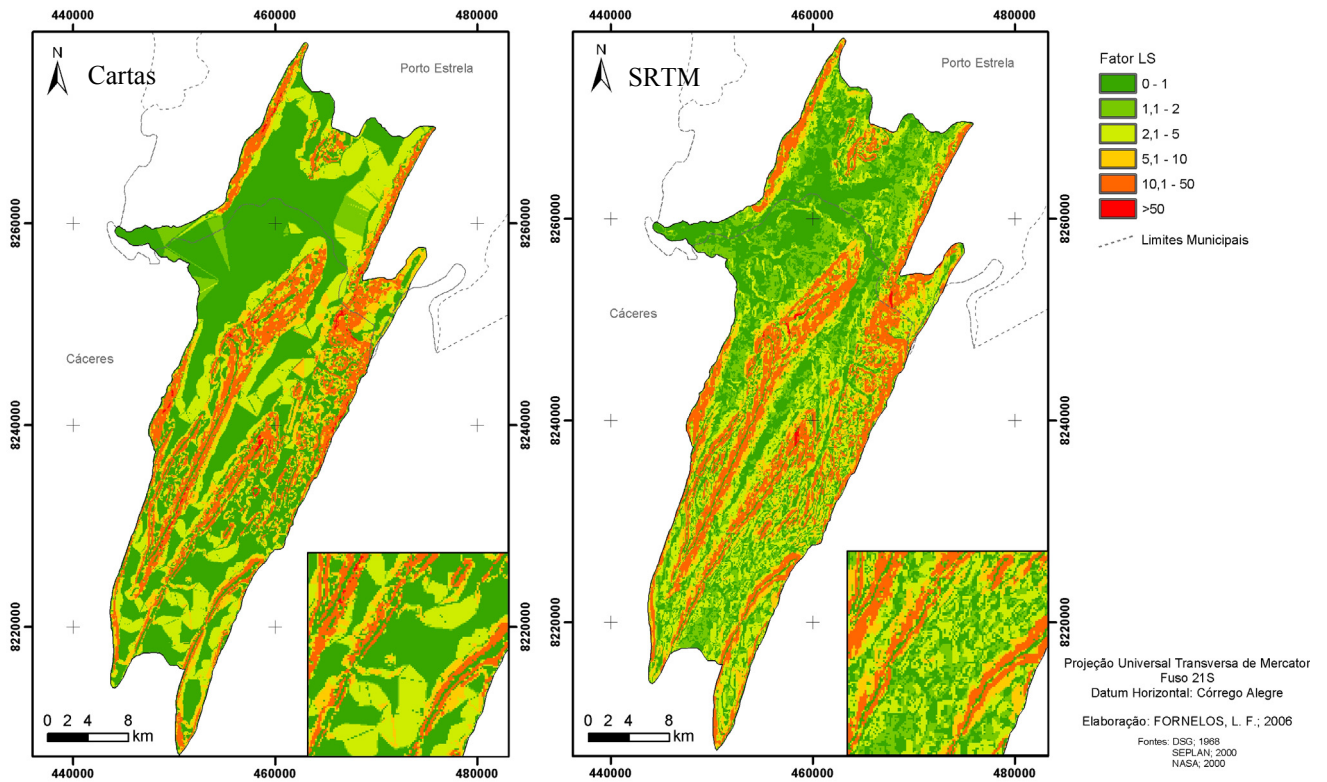 440000 460000 480000
440000 460000 480000
N
Cartas
Porto Estrela
Cáceres
8260000
8240000
8220000
8260000
8240000
8220000
0 2 4 8
km
440000 460000 480000
N
SRTM
Porto Estrela
Cáceres
8260000
8240000
8220000
0 2 4 8
km
440000 460000 480000
Fator LS
0 - 1
1,1 - 2
2,1 - 5
5,1 - 10
10,1 - 50
>50
Limites Municipais
Projeção Universal Transversa de Mercator
Fuso 21S
Datum Horizontal: Córrego Alegre
Elaboração: FORNELOS, L. F.; 2006
Fontes: DSG; 1968
SEPLAN; 2000
NASA; 2000